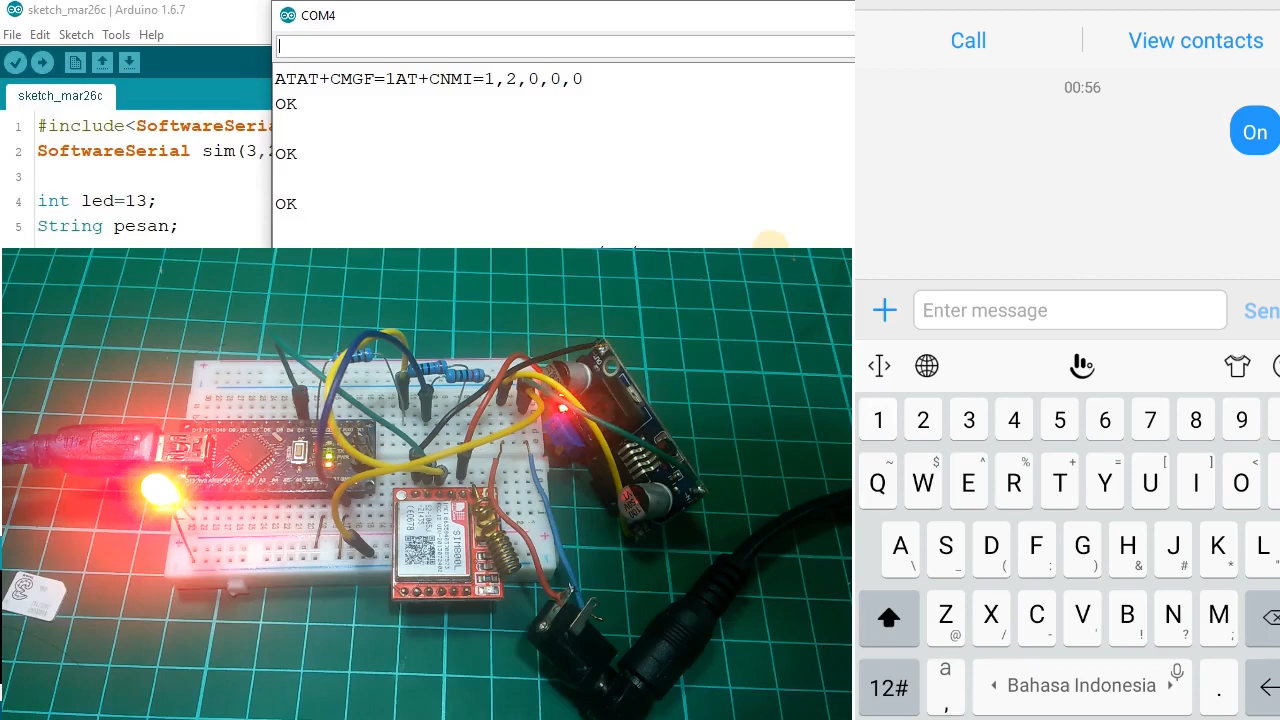 sketch_mar26c | Arduino 1.6.7
File Edit Sketch Tools Help
sketch_mar26c
1 #include<SoftwareSeria
2 SoftwareSerial sim(3,2
3
4 int led=13;
5 String pesan;
COM4
ATAT+CMGF=1AT+CNMI=1,2,0,0,0
OK
OK
OK
SIM800L
Call View contacts
00:56
On
Enter message Sen
1 2 3 4 5 6 7 8 9
~ $ ^ % + = [ ] <
Q W E R T Y U I O
A S D F G H J K L
\ _ ( : ) & # * "
Z X C V B N M
@ / - ' ! ? ;
12# a , Bahasa Indonesia .